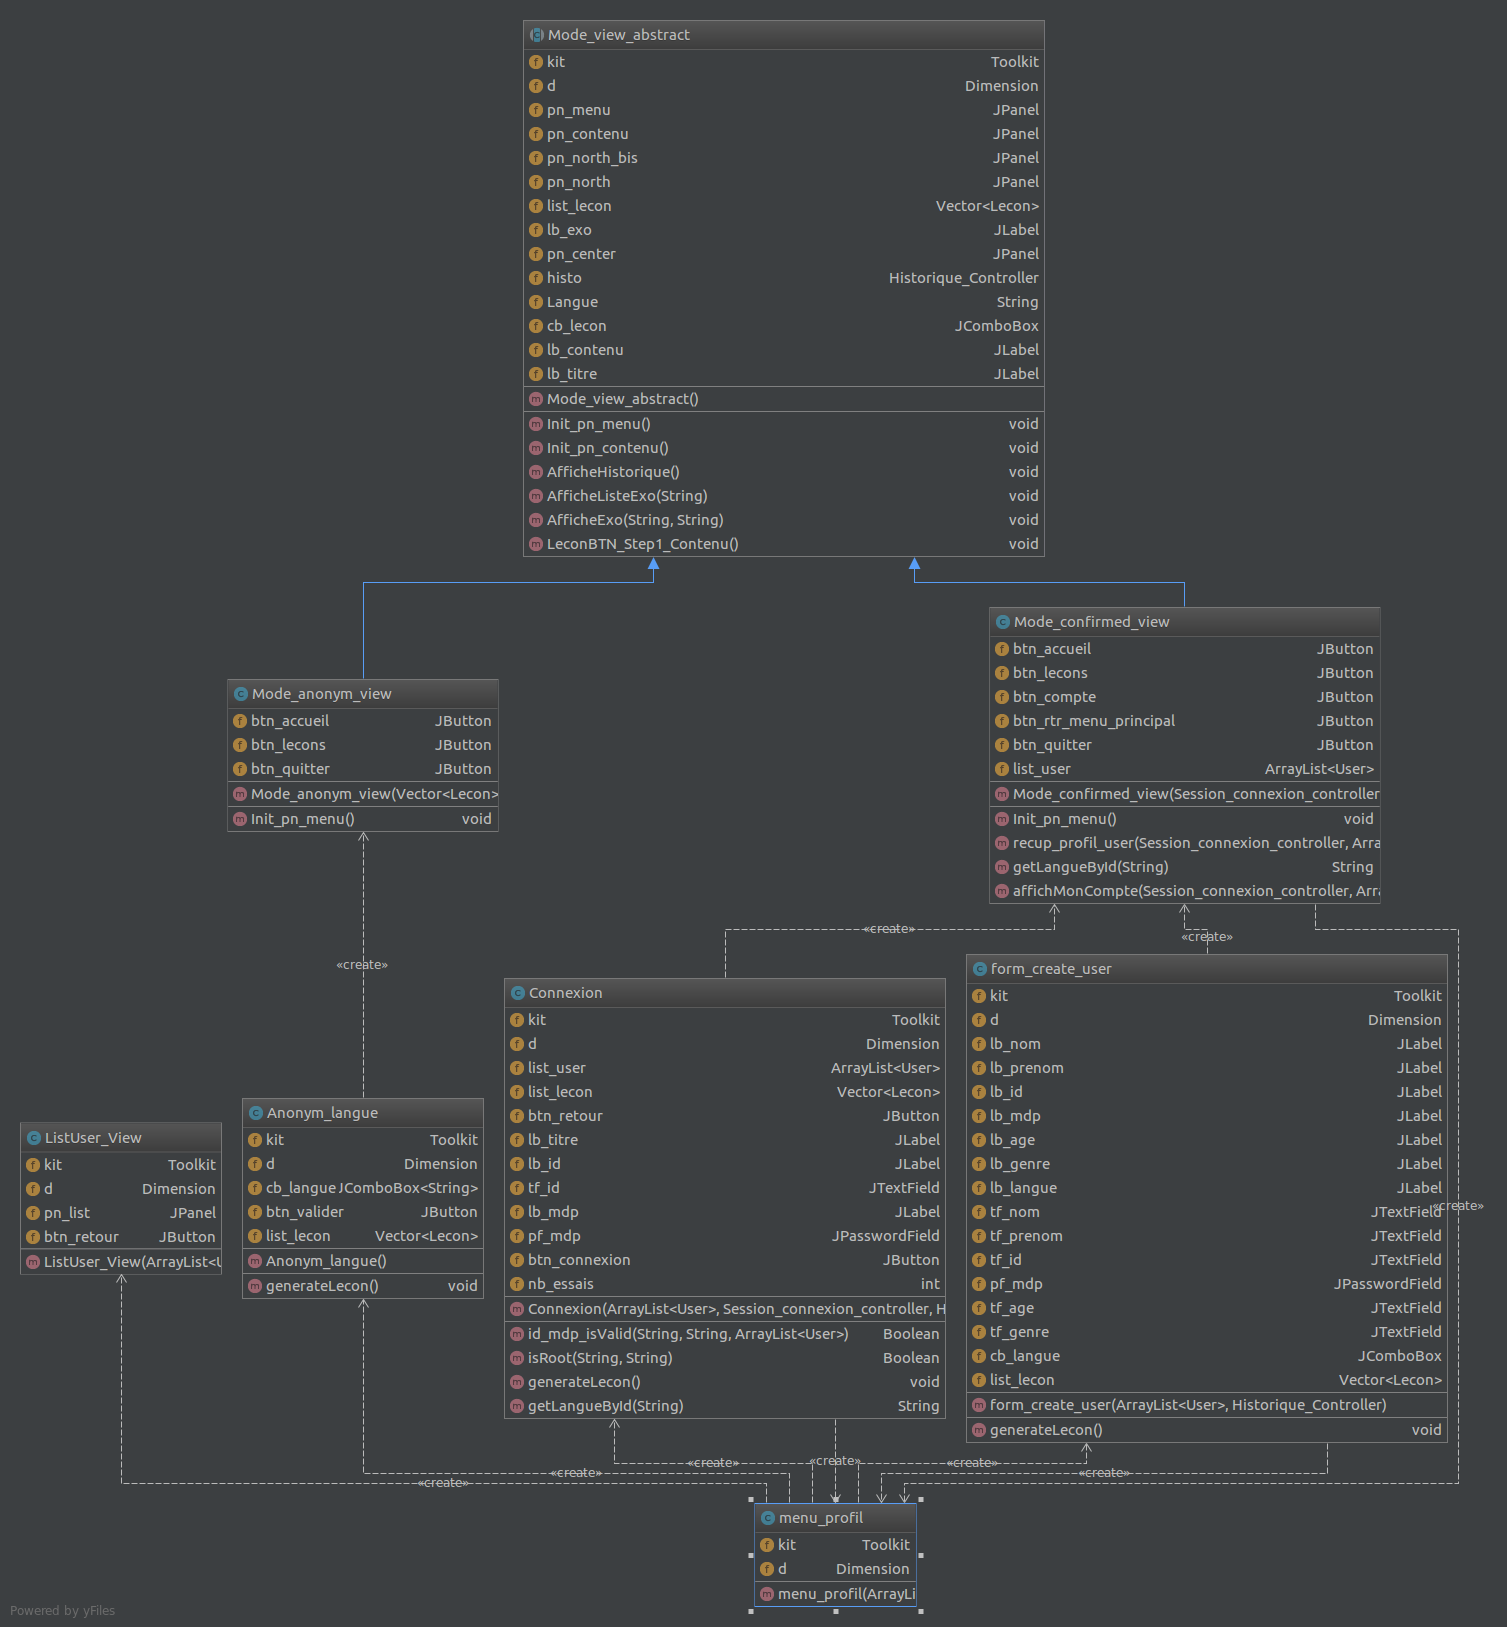 Mode_view_abstract
kit Toolkit
d Dimension
pn_menu JPanel
pn_contenu JPanel
pn_north_bis JPanel
pn_north JPanel
list_lecon Vector<Lecon>
lb_exo JLabel
pn_center JPanel
histo Historique_Controller
Langue String
cb_lecon JComboBox
lb_contenu JLabel
lb_titre JLabel
Mode_view_abstract()
Init_pn_menu() void
Init_pn_contenu() void
AfficheHistorique() void
AfficheListeExo(String) void
AfficheExo(String, String) void
LeconBTN_Step1_Contenu() void
Mode_confirmed_view
btn_accueil JButton
btn_lecons JButton
btn_compte JButton
btn_rtr_menu_principal JButton
btn_quitter JButton
list_user ArrayList<User>
Mode_confirmed_view(Session_connexion_controller
Init_pn_menu() void
recup_profil_user(Session_connexion_controller, Arra
getLangueById(String) String
affichMonCompte(Session_connexion_controller, Arr
Mode_anonym_view
btn_accueil JButton
btn_lecons JButton
btn_quitter JButton
Mode_anonym_view(Vector<Lecon>
Init_pn_menu() void
«create»
«create»
«create»
Connexion
kit Toolkit
d Dimension
list_user ArrayList<User>
list_lecon Vector<Lecon>
btn_retour JButton
lb_titre JLabel
lb_id JLabel
tf_id JTextField
lb_mdp JLabel
pf_mdp JPasswordField
btn_connexion JButton
nb_essais int
Connexion(ArrayList<User>, Session_connexion_controller, H
id_mdp_isValid(String, String, ArrayList<User>) Boolean
isRoot(String, String) Boolean
generateLecon() void
getLangueById(String) String
form_create_user
kit Toolkit
d Dimension
lb_nom JLabel
lb_prenom JLabel
lb_id JLabel
lb_mdp JLabel
lb_age JLabel
lb_genre JLabel
lb_langue JLabel
tf_nom JTextField
tf_prenom JTextField
tf_id JTextField
pf_mdp JPasswordField
tf_age JTextField
tf_genre JTextField
cb_langue JComboBox
list_lecon Vector<Lecon>
form_create_user(ArrayList<User>, Historique_Controller)
generateLecon() void
«create»
ListUser_View
kit Toolkit
d Dimension
pn_list JPanel
btn_retour JButton
ListUser_View(ArrayList<U
Anonym_langue
kit Toolkit
d Dimension
cb_langue JComboBox<String>
btn_valider JButton
list_lecon Vector<Lecon>
Anonym_langue()
generateLecon() void
«create»
«create»
«create»
«create»
«create»
«create»
menu_profil
kit Toolkit
d Dimension
menu_profil(ArrayLi
Powered by yFiles